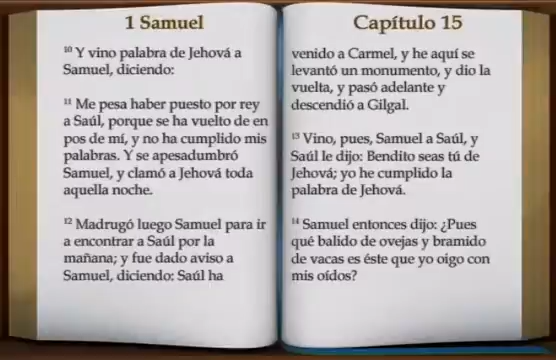 1 Samuel
10 Y vino palabra de Jehová a
Samuel, diciendo:
11 Me pesa haber puesto por rey
a Saúl, porque se ha vuelto de en
pos de mí, y no ha cumplido mis
palabras. Y se apesadumbró
Samuel, y clamó a Jehová toda
aquella noche.
12 Madrugó luego Samuel para ir
a encontrar a Saúl por la
mañana; y fue dado aviso a
Samuel, diciendo: Saúl ha
Capítulo 15
venido a Carmel, y he aquí se
levantó un monumento, y dio la
vuelta, y pasó adelante y
descendió a Gilgal.
13 Vino, pues, Samuel a Saúl, y
Saúl le dijo: Bendito seas tú de
Jehová; yo he cumplido la
palabra de Jehová.
14 Samuel entonces dijo: ¿Pues
qué balido de ovejas y bramido
de vacas es éste que yo oigo con
mis oídos?